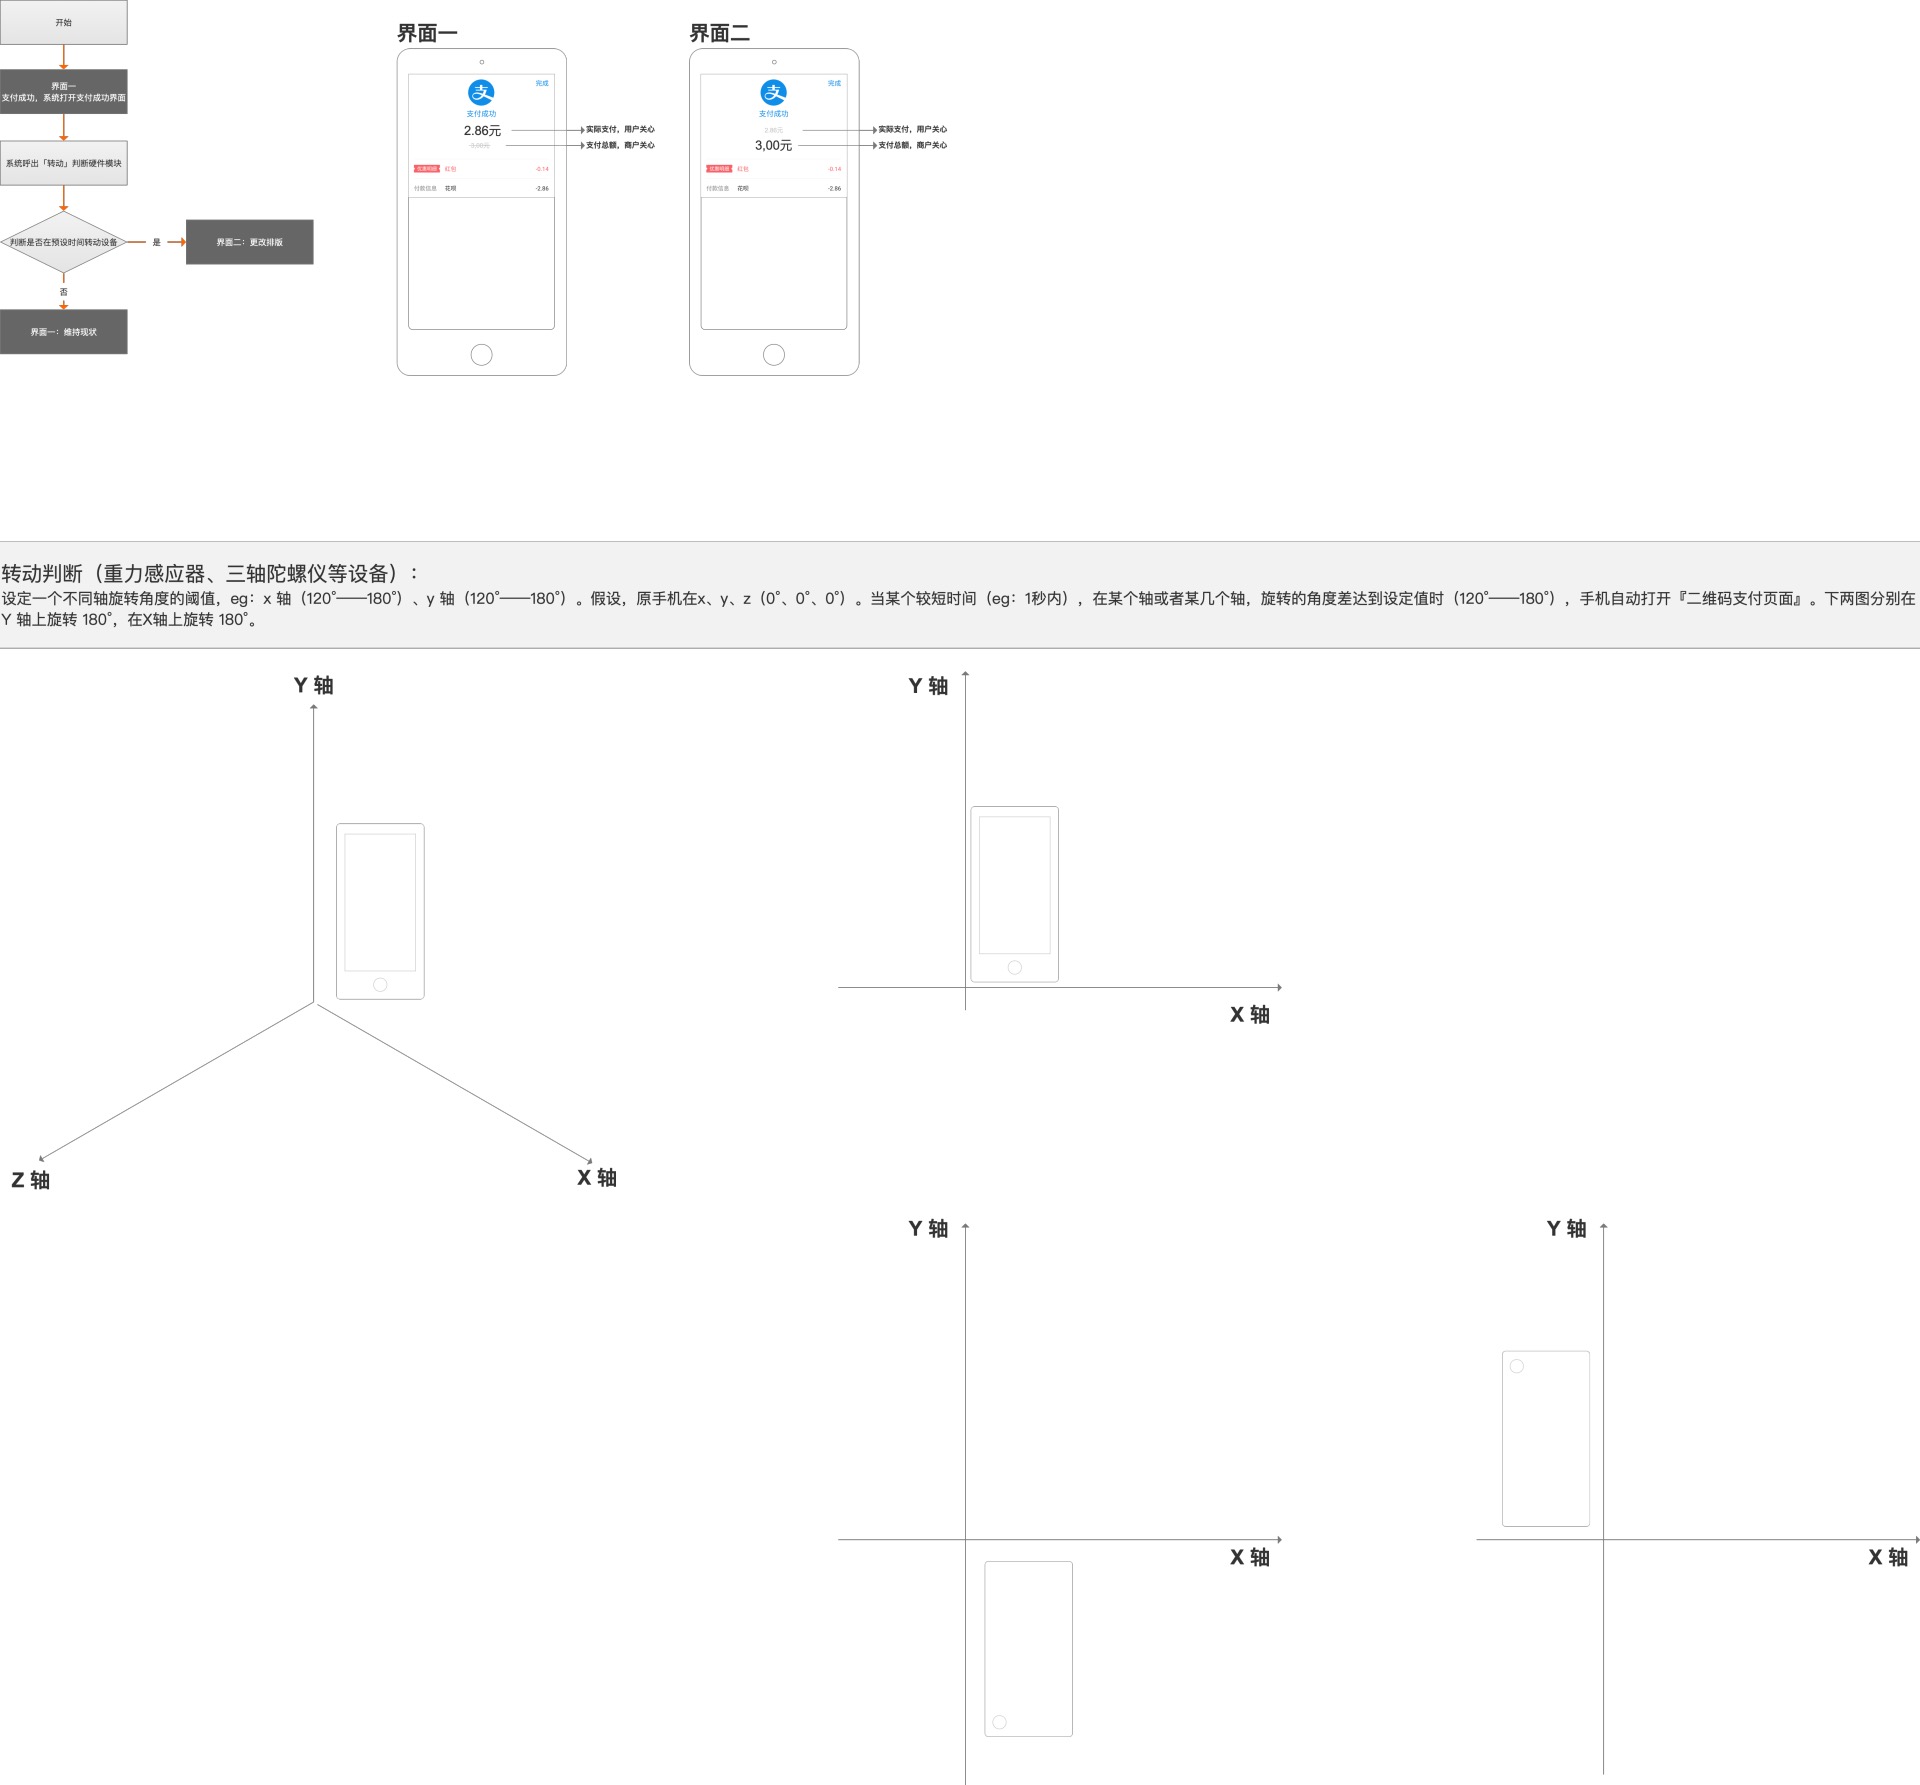 开始
界面一
支付成功，系统打开支付成功界面
系统呼出「转动」判断硬件模块
判断是否在预设时间转动设备
是
界面二：更改排版
否
界面一：维持现状
界面一
完成
支
支付成功
2.86元
实际支付，用户关心
3,00元
支付总额，商户关心
优惠明细
红包
-0.14
付款信息
花呗
-2.86
界面二
完成
支
支付成功
2.86元
实际支付，用户关心
3,00元
支付总额，商户关心
优惠明细
红包
-0.14
付款信息
花呗
-2.86
转动判断（重力感应器、三轴陀螺仪等设备）：
设定一个不同轴旋转角度的阈值，eg：x 轴（120°——180°）、y 轴（120°——180°）。假设，原手机在x、y、z（0°、0°、0°）。当某个较短时间（eg：1秒内），在某个轴或者某几个轴，旋转的角度差达到设定值时（120°——180°），手机自动打开『二维码支付页面』。下两图分别在
Y 轴上旋转 180°，在X轴上旋转 180°。
Y 轴
Z 轴
X 轴
Y 轴
X 轴
Y 轴
X 轴
Y 轴
X 轴